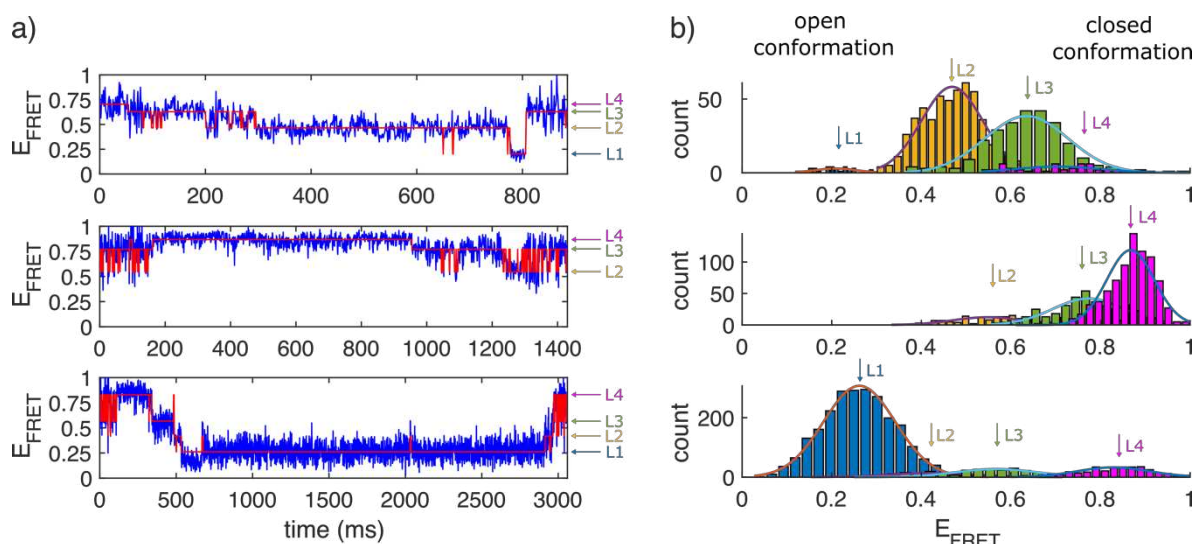 a)
1
0.75
0.5
0.25
0
E_FRET
L4
L3
L2
L1
0 200 400 600 800
1
0.75
0.5
0.25
0
E_FRET
L4
L3
L2
0 200 400 600 800 1000 1200 1400
1
0.75
0.5
0.25
0
E_FRET
L4
L3
L2
L1
0 500 1000 1500 2000 2500 3000
time (ms)
b)
open
conformation
closed
conformation
50
0
count
L1
L2
L3
L4
0 0.2 0.4 0.6 0.8 1
100
50
0
count
L2
L3
L4
0 0.2 0.4 0.6 0.8 1
200
0
count
L1
L2
L3
L4
0 0.2 0.4 0.6 0.8 1
E_FRET